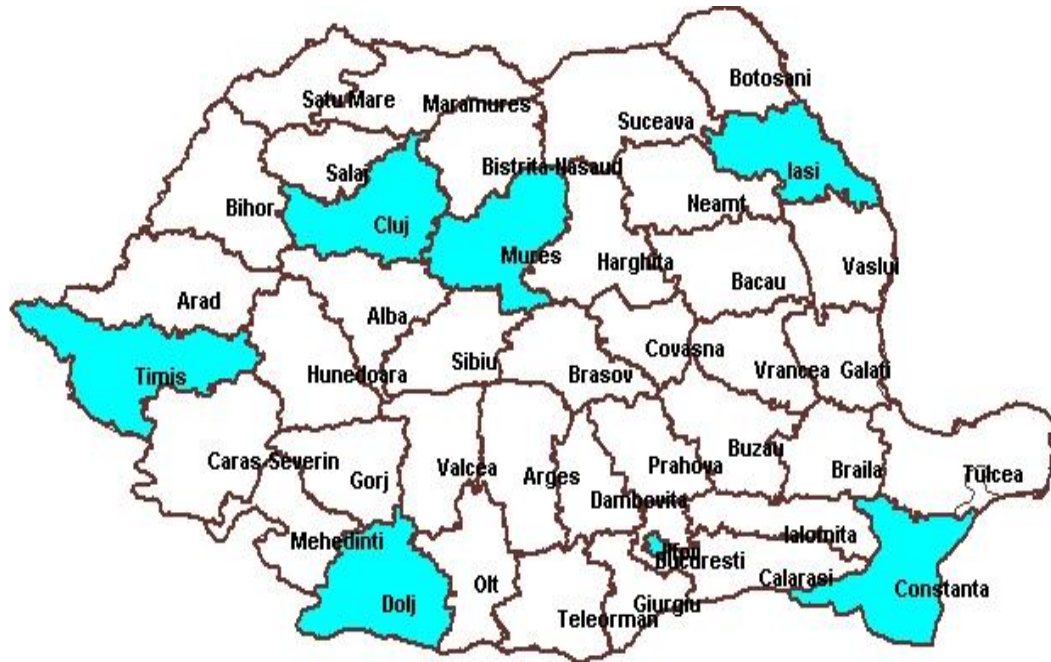 Botosani
Satu Mare
Maramures
Suceava
Iasi
Bistrita-Nasaud
Salaj
Neamt
Bihor
Cluj
Mures
Harghita
Vaslui
Bacau
Arad
Alba
Covasna
Sibiu
Vrancea
Galati
Timis
Hunedoara
Brasov
Buzau
Caras-Severin
Valcea
Prahova
Braila
Arges
Tulcea
Gorj
Dambovita
Ialomita
Mehedinti
Ilfov
Bucuresti
Calarasi
Constanta
Olt
Dolj
Giurgiu
Teleorman